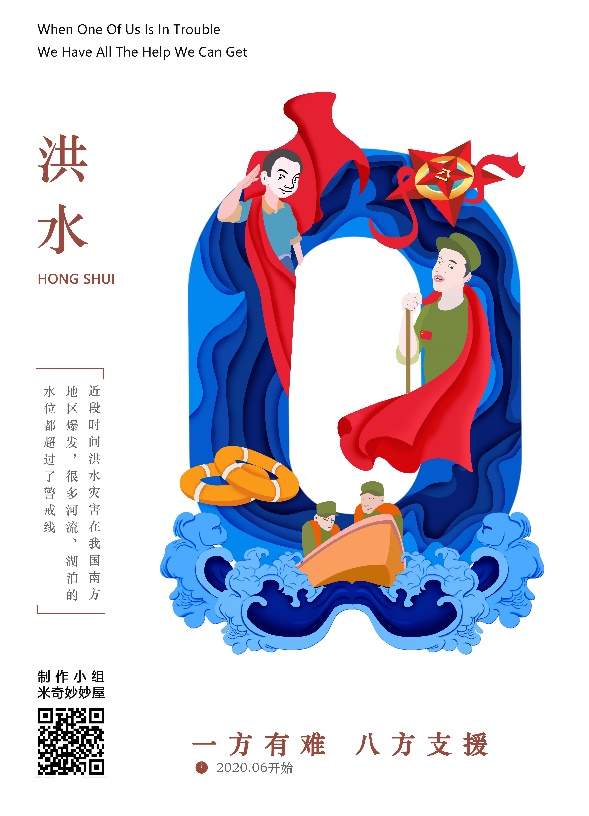 When One Of Us Is In Trouble
We Have All The Help We Can Get
洪
水
HONG SHUI
近段时间洪水灾害在我国南方
地区爆发，很多河流、湖泊的
水位都超过了警戒线
制作小组
米奇妙妙屋
一方有难 八方支援
2020.06开始